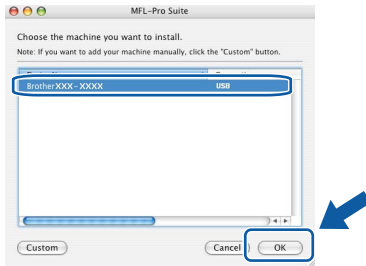 MFL-Pro Suite
Choose the machine you want to install.
Note: If you want to add your machine manually, click the "Custom" button.
BrotherXXX-XXXX USB
Custom Cancel OK